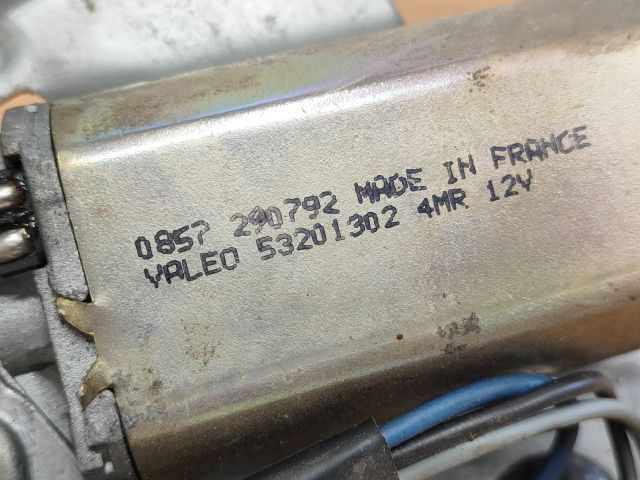 0857 290792 MADE IN FRANCE
VALEO 53201302 4MR 12V